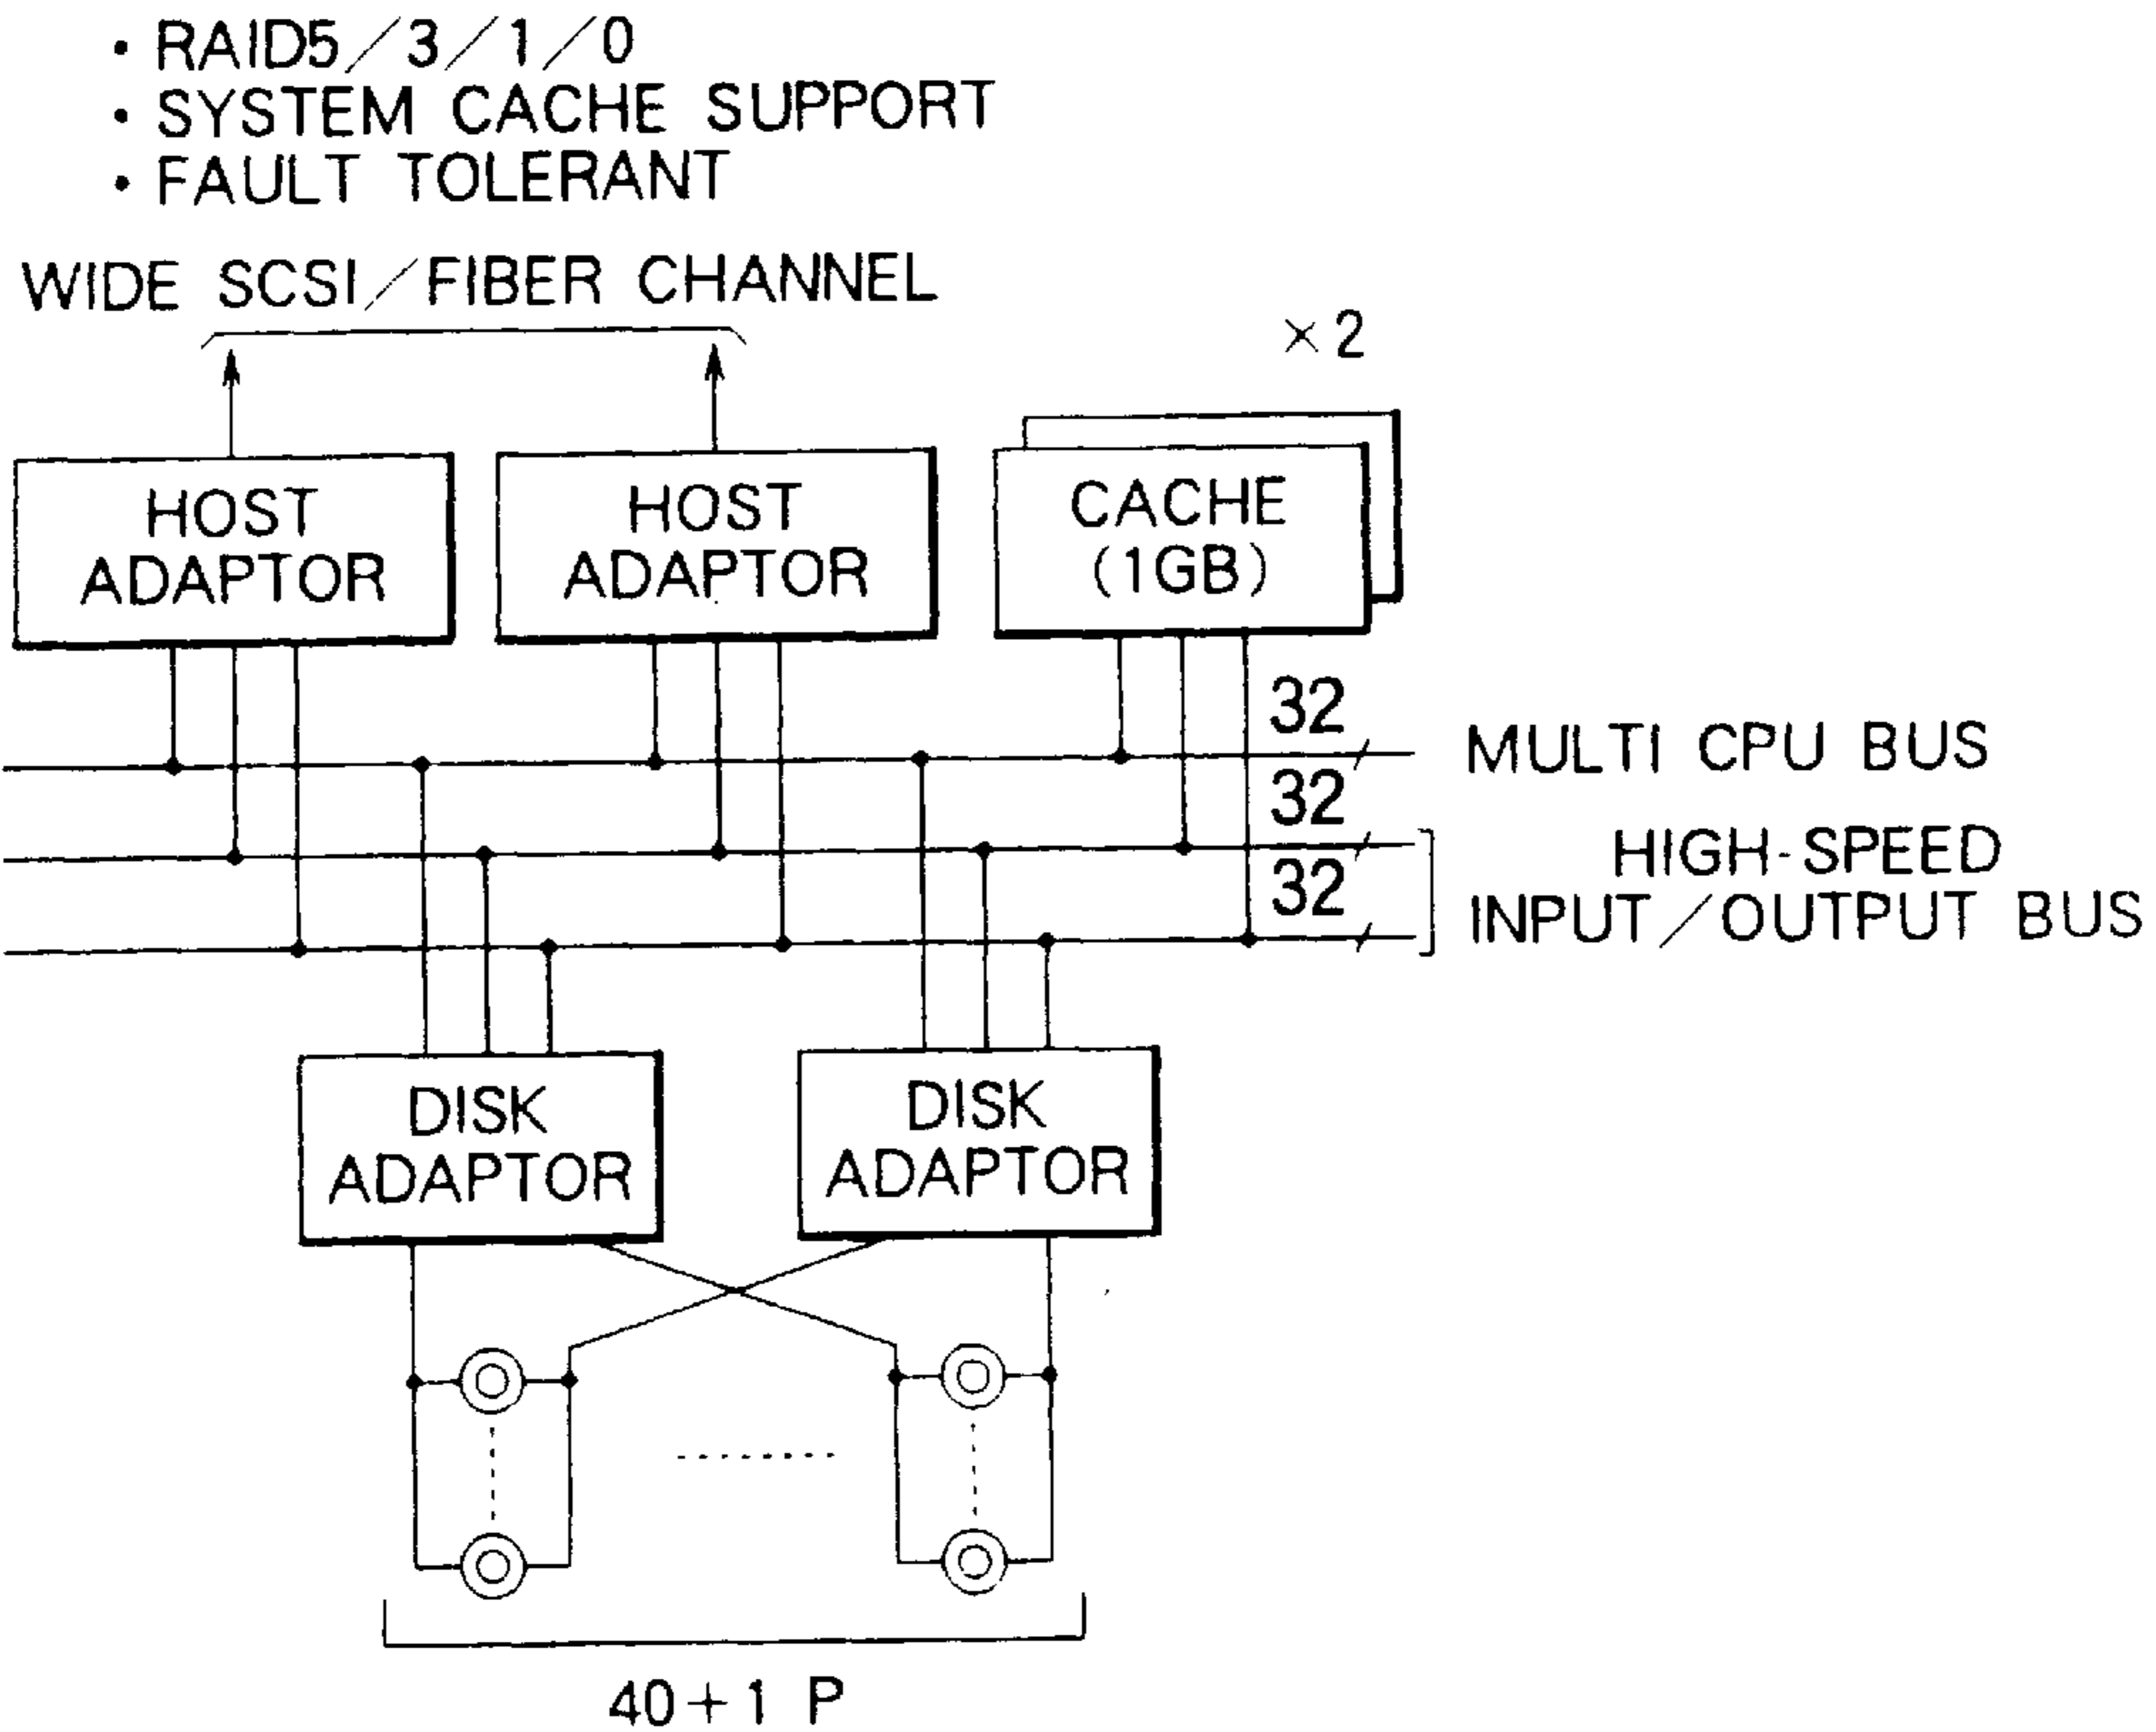 · RAID5/3/1/0
· SYSTEM CACHE SUPPORT
· FAULT TOLERANT
WIDE SCSI/FIBER CHANNEL
×2
HOST
ADAPTOR
HOST
ADAPTOR
CACHE
(1GB)
32
MULTI CPU BUS
32
32
HIGH-SPEED
INPUT/OUTPUT BUS
DISK
ADAPTOR
DISK
ADAPTOR
40+1 P